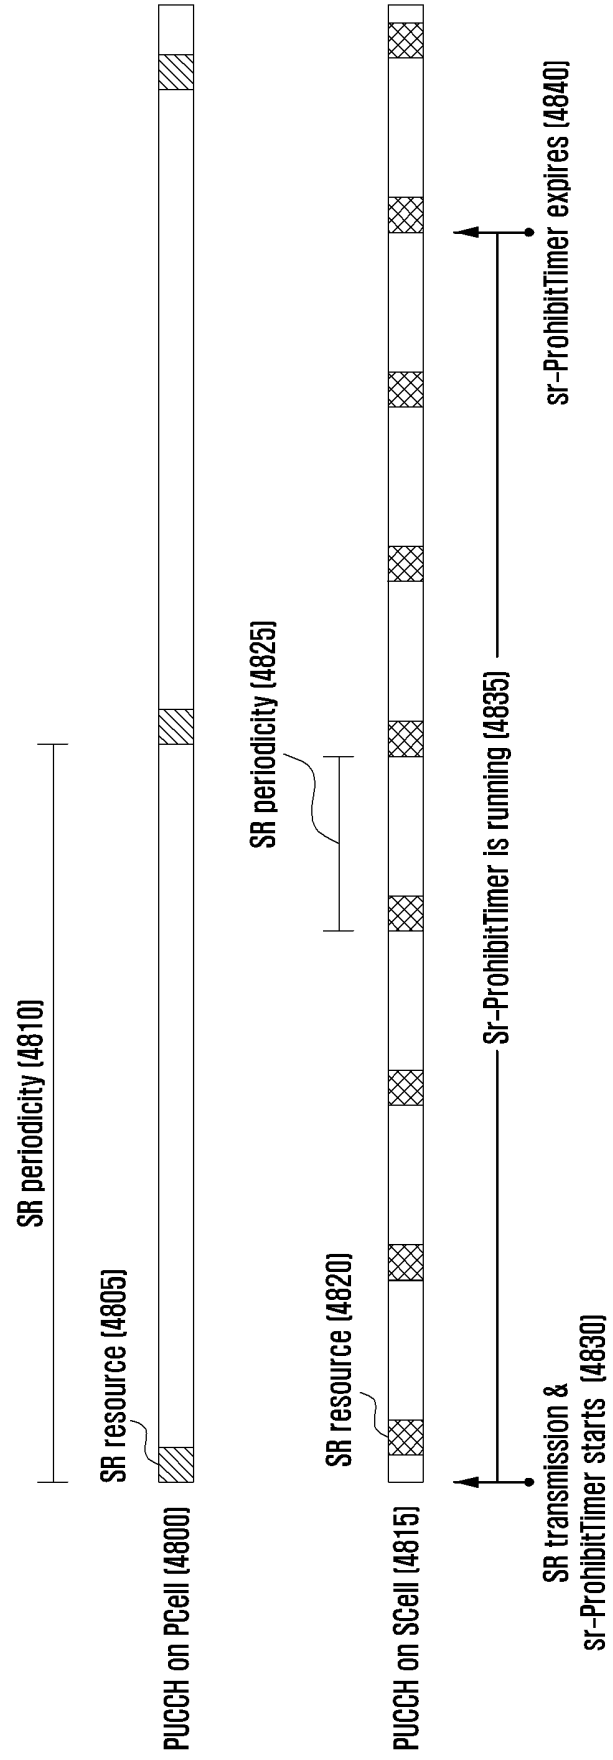 SR periodicity (4810)
SR resource (4805)
PUCCH on PCell (4800)
SR periodicity (4825)
SR resource (4820)
PUCCH on SCell (4815)
Sr-ProhibitTimer is running (4835)
SR transmission &
sr-ProhibitTimer starts (4830)
sr-ProhibitTimer expires (4840)